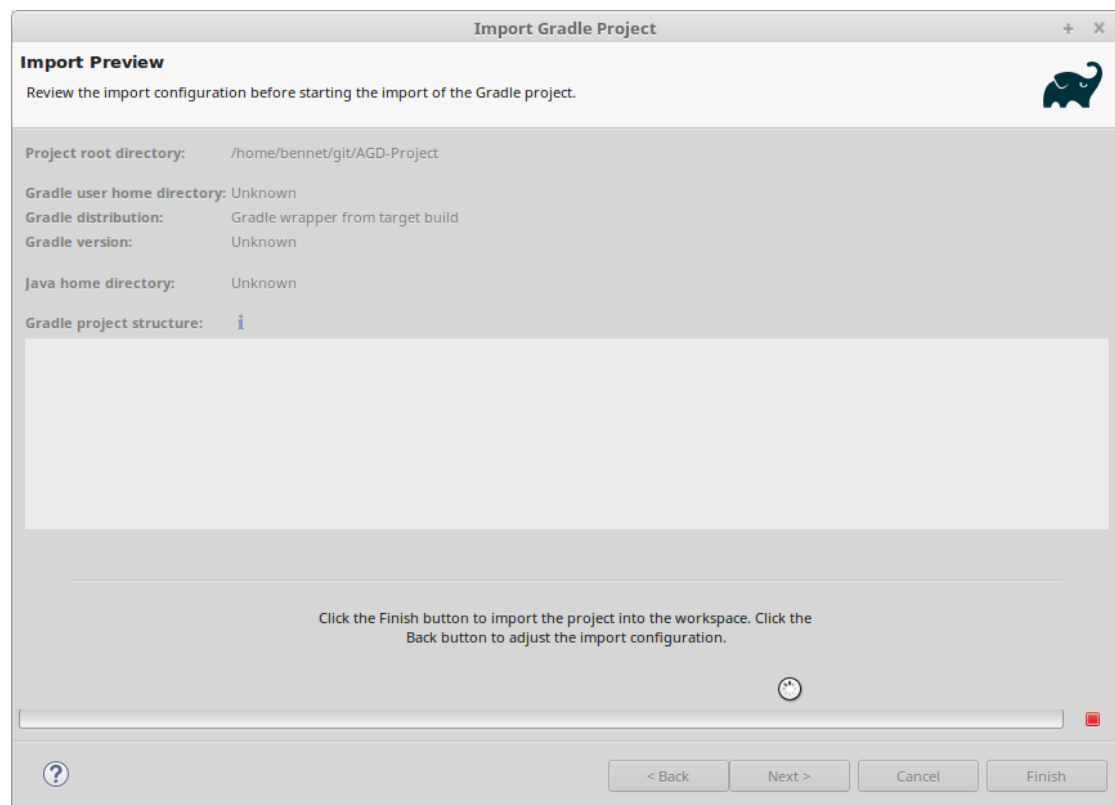 Import Gradle Project
Import Preview
Review the import configuration before starting the import of the Gradle project.
Project root directory: /home/bennet/git/AGD-Project
Gradle user home directory: Unknown
Gradle distribution: Gradle wrapper from target build
Gradle version: Unknown
Java home directory: Unknown
Gradle project structure:
Click the Finish button to import the project into the workspace. Click the
Back button to adjust the import configuration.
< Back Next > Cancel Finish